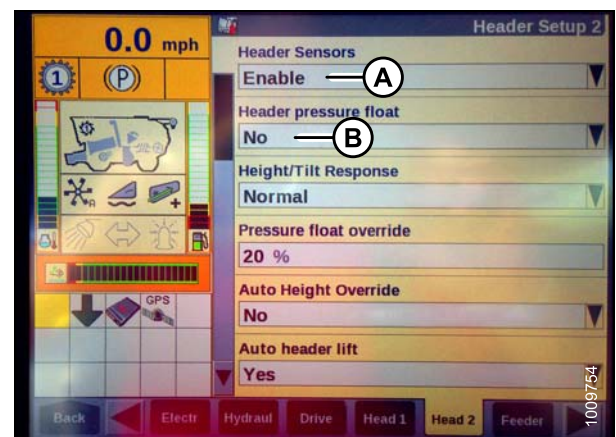 Header Setup 2
0.0 mph
1
(P)
GPS
Header Sensors
Enable
A
Header pressure float
No
B
Height/Tilt Response
Normal
Pressure float override
20 %
Auto Height Override
No
Auto header lift
Yes
Back
Electr
Hydraul
Drive
Head 1
Head 2
Feeder
1009754